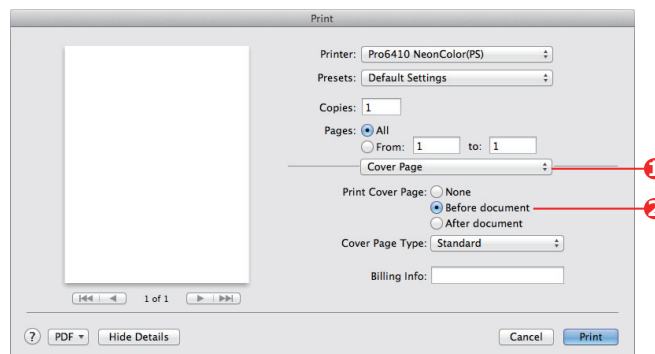 Print
Printer: Pro6410 NeonColor(PS)
Presets: Default Settings
Copies: 1
Pages: All
From: 1 to: 1
Cover Page
1
Print Cover Page: None
Before document
2
After document
Cover Page Type: Standard
Billing Info:
1 of 1
? PDF Hide Details Cancel Print